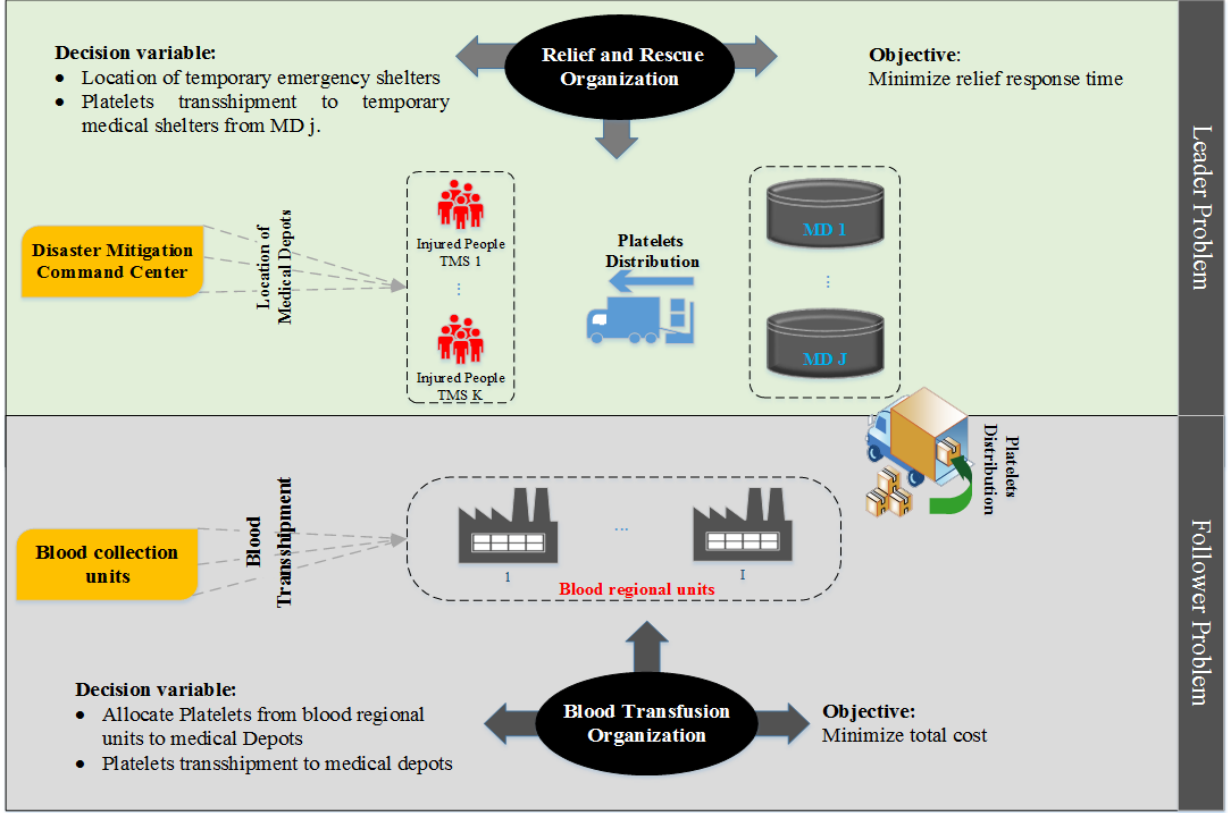 Decision variable:
• Location of temporary emergency shelters
• Platelets transshipment to temporary
medical shelters from MD j.
Relief and Rescue
Organization
Objective:
Minimize relief response time
Leader Problem
Disaster Mitigation
Command Center
Location of
Medical Depots
Injured People
TMS 1
...
Injured People
TMS K
Platelets
Distribution
MD 1
...
MD J
Platelets
Distribution
Follower Problem
Blood collection
units
Blood
Transshipment
1
...
I
Blood regional units
Decision variable:
• Allocate Platelets from blood regional
units to medical Depots
• Platelets transshipment to medical depots
Blood Transfusion
Organization
Objective:
Minimize total cost